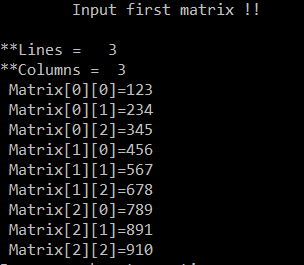 Input first matrix !!
**Lines = 3
**Columns = 3
Matrix[0][0]=123
Matrix[0][1]=234
Matrix[0][2]=345
Matrix[1][0]=456
Matrix[1][1]=567
Matrix[1][2]=678
Matrix[2][0]=789
Matrix[2][1]=891
Matrix[2][2]=910